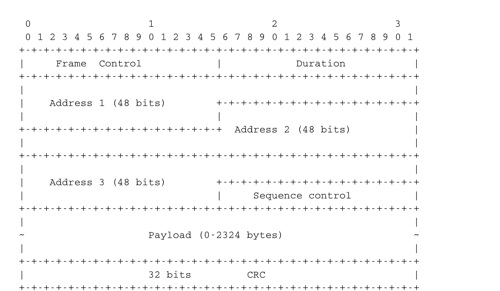 0                   1                   2                   3
 0 1 2 3 4 5 6 7 8 9 0 1 2 3 4 5 6 7 8 9 0 1 2 3 4 5 6 7 8 9 0 1
+-+-+-+-+-+-+-+-+-+-+-+-+-+-+-+-+-+-+-+-+-+-+-+-+-+-+-+-+-+-+-+-+
|     Frame  Control            |            Duration           |
+-+-+-+-+-+-+-+-+-+-+-+-+-+-+-+-+-+-+-+-+-+-+-+-+-+-+-+-+-+-+-+-+
|                                                               |
|    Address 1 (48 bits)        +-+-+-+-+-+-+-+-+-+-+-+-+-+-+-+-+
|                               |                               |
+-+-+-+-+-+-+-+-+-+-+-+-+-+-+-+-+  Address 2 (48 bits)          |
|                                                               |
+-+-+-+-+-+-+-+-+-+-+-+-+-+-+-+-+-+-+-+-+-+-+-+-+-+-+-+-+-+-+-+-+
|                                                               |
|    Address 3 (48 bits)        +-+-+-+-+-+-+-+-+-+-+-+-+-+-+-+-+
|                               |     Sequence control          |
+-+-+-+-+-+-+-+-+-+-+-+-+-+-+-+-+-+-+-+-+-+-+-+-+-+-+-+-+-+-+-+-+
|                                                               |
~                    Payload (0-2324 bytes)                     ~
|                                                               |
+-+-+-+-+-+-+-+-+-+-+-+-+-+-+-+-+-+-+-+-+-+-+-+-+-+-+-+-+-+-+-+-+
|                    32 bits         CRC                        |
+-+-+-+-+-+-+-+-+-+-+-+-+-+-+-+-+-+-+-+-+-+-+-+-+-+-+-+-+-+-+-+-+